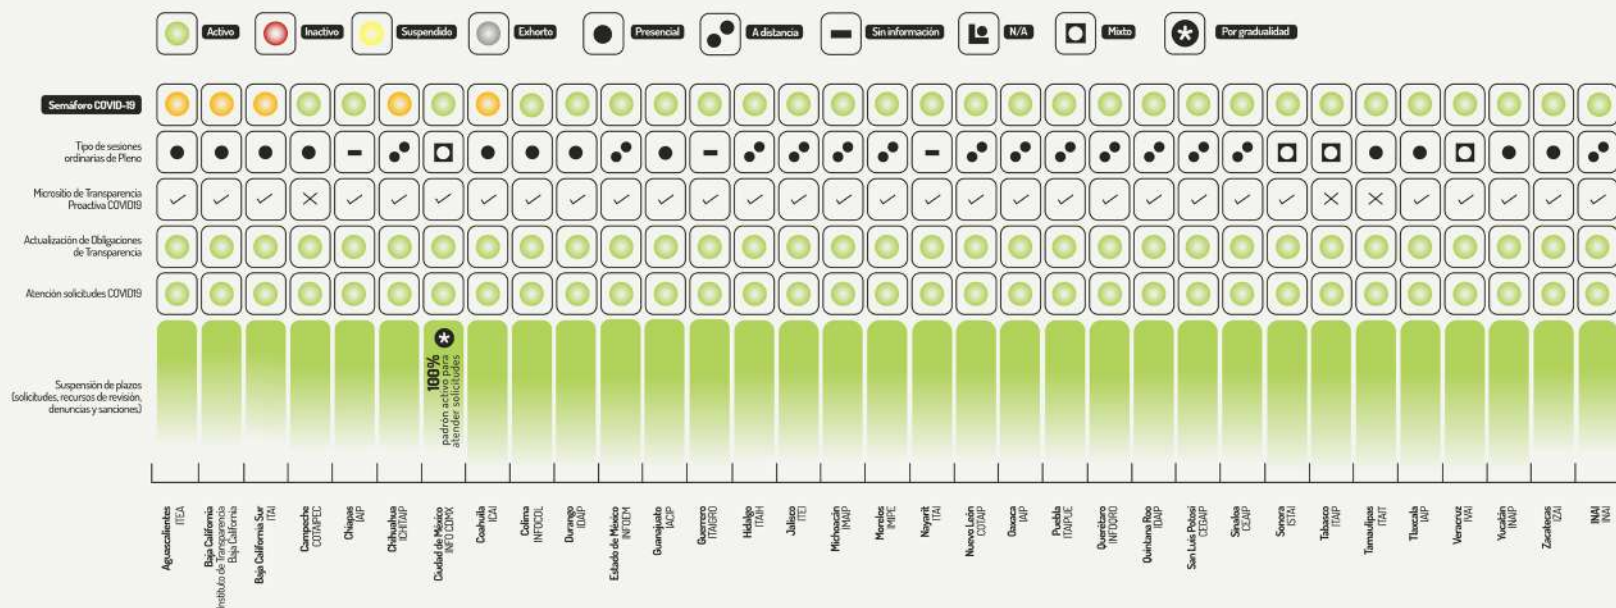 Activo
Inactivo
Suspendido
Exhorto
Presencial
A distancia
Sin información
N/A
Mixto
Por gradualidad
Semáforo COVID-19
Tipo de sesiones
ordinarias de Pleno
Micrositio de Transparencia
Proactiva COVID19
Actualización de Obligaciones
de Transparencia
Atención solicitudes COVID19
Suspensión de plazos
(solicitudes, recursos de revisión,
denuncias y sanciones)
100%
padrón activo para
atender solicitudes
Aguascalientes
ITEA
Baja California
Instituto de Transparencia
Baja California
Baja California Sur
ITAI
Campeche
COTAIPEC
Chiapas
IAIP
Chihuahua
ICHITAIP
Ciudad de México
INFO CDMX
Coahuila
ICAI
Colima
INFOCOL
Durango
IDAIP
Estado de México
INFOEM
Guanajuato
IACIP
Guerrero
ITAIGRO
Hidalgo
ITAIH
Jalisco
ITEI
Michoacán
IMAIP
Morelos
IMIPE
Nayarit
ITAI
Nuevo León
COTAIP
Oaxaca
IAIP
Puebla
ITAIPUE
Querétaro
INFOQRO
Quintana Roo
IDAIP
San Luis Potosí
CEGAIP
Sinaloa
CEAIP
Sonora
ISTAI
Tabasco
ITAIP
Tamaulipas
ITAIT
Tlaxcala
IAIP
Veracruz
IVAI
Yucatán
INAIP
Zacatecas
IZAI
INAI
INAI